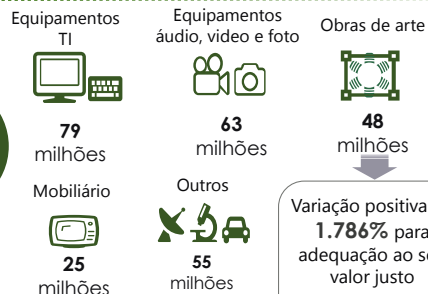 Equipamentos
TI
Equipamentos
áudio, video e foto
Obras de arte
79
milhões
63
milhões
48
milhões
Mobiliário
Outros
25
milhões
55
milhões
Variação positiva
1.786% para
adequação ao
valor justo